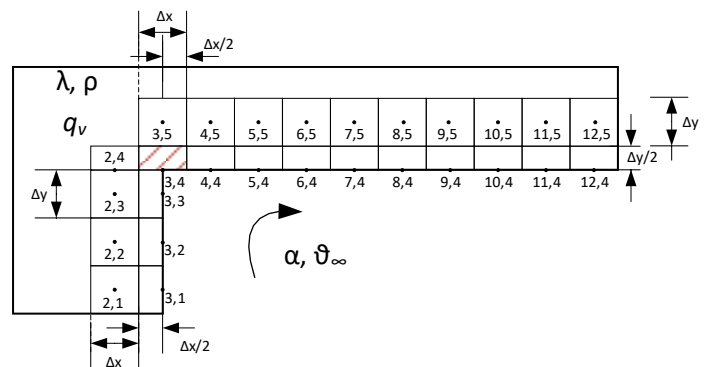 Δx
Δx/2
λ, ρ
q_v
3,5 4,5 5,5 6,5 7,5 8,5 9,5 10,5 11,5 12,5
Δy
2,4
Δy/2
3,4 4,4 5,4 6,4 7,4 8,4 9,4 10,4 11,4 12,4
Δy
2,3 3,3
2,2 3,2
α, ϑ∞
2,1 3,1
Δx/2
Δx